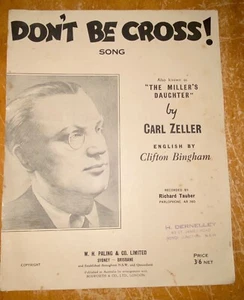 DON'T BE CROSS!
SONG
Also known as
"THE MILLER'S
DAUGHTER"
by
CARL ZELLER
ENGLISH BY
Clifton Bingham
RECORDED BY
Richard Tauber
PARLOPHONE
W. H. PALING & CO. LIMITED
SYDNEY - BRISBANE
COPYRIGHT
PRICE
3/6 NET